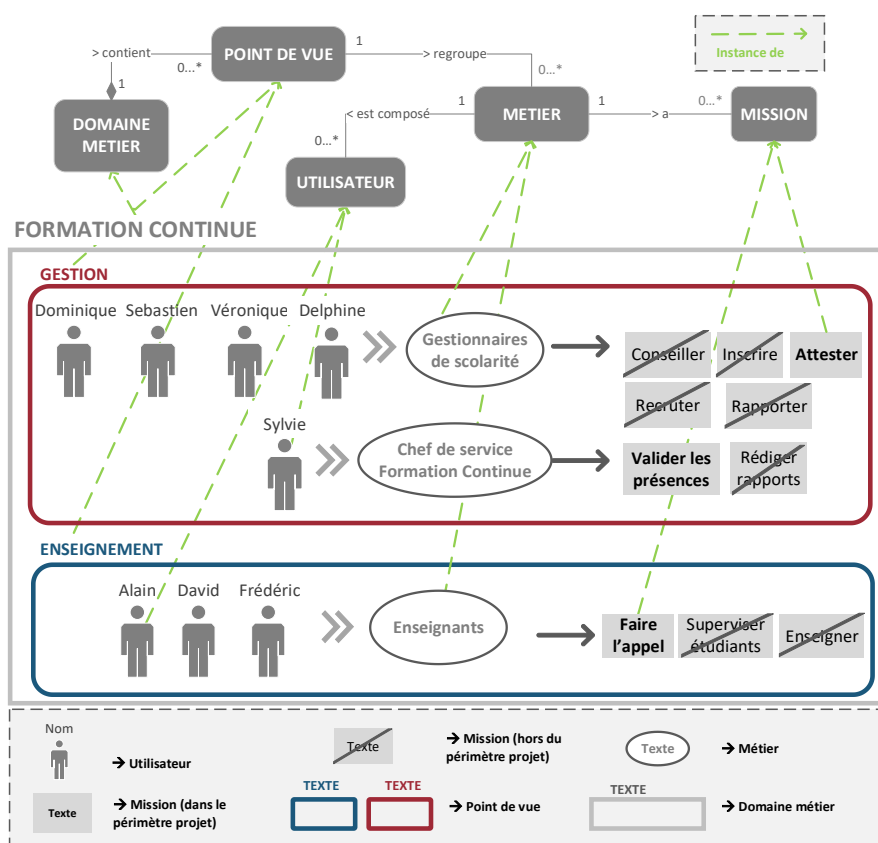 POINT DE VUE
1
> contient
0...*
> regroupe
0...*
1
DOMAINE
METIER
< est composé
1
0...*
UTILISATEUR
METIER
1
> a
0...*
MISSION
Instance de
FORMATION CONTINUE
GESTION
Dominique
Sebastien
Véronique
Delphine
Gestionnaires
de scolarité
Conseiller
Inscrire
Attester
Recruter
Rapporter
Sylvie
Chef de service
Formation Continue
Valider les
présences
Rédiger
rapports
ENSEIGNEMENT
Alain
David
Frédéric
Enseignants
Faire
l'appel
Superviser
étudiants
Enseigner
Nom
→ Utilisateur
Texte
→ Mission (hors du
périmètre projet)
Texte
→ Métier
Texte
→ Mission (dans le
périmètre projet)
TEXTE
TEXTE
→ Point de vue
TEXTE
→ Domaine métier